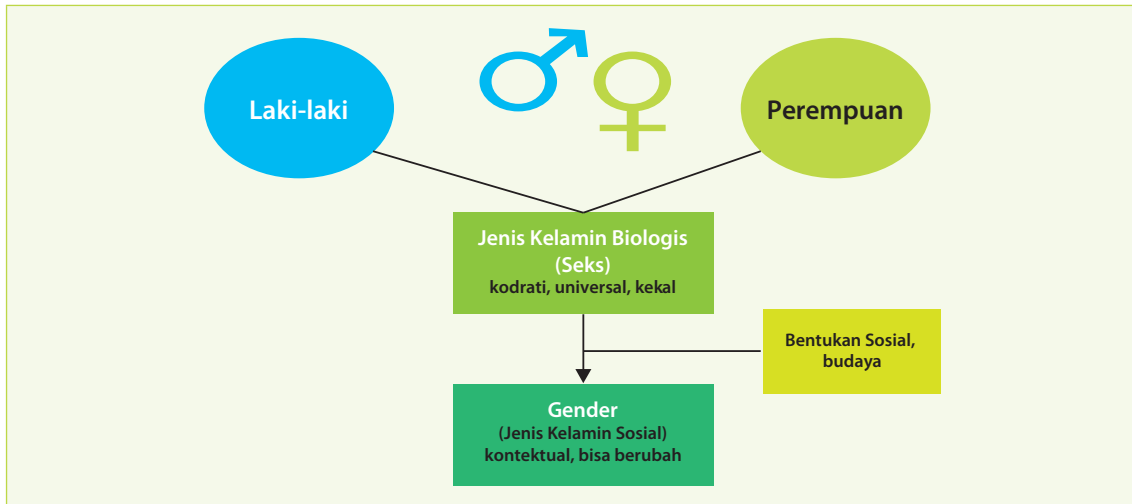 Laki-laki
Perempuan
Jenis Kelamin Biologis
(Seks)
kodrati, universal, kekal
Bentukan Sosial,
budaya
Gender
(Jenis Kelamin Sosial)
kontektual, bisa berubah